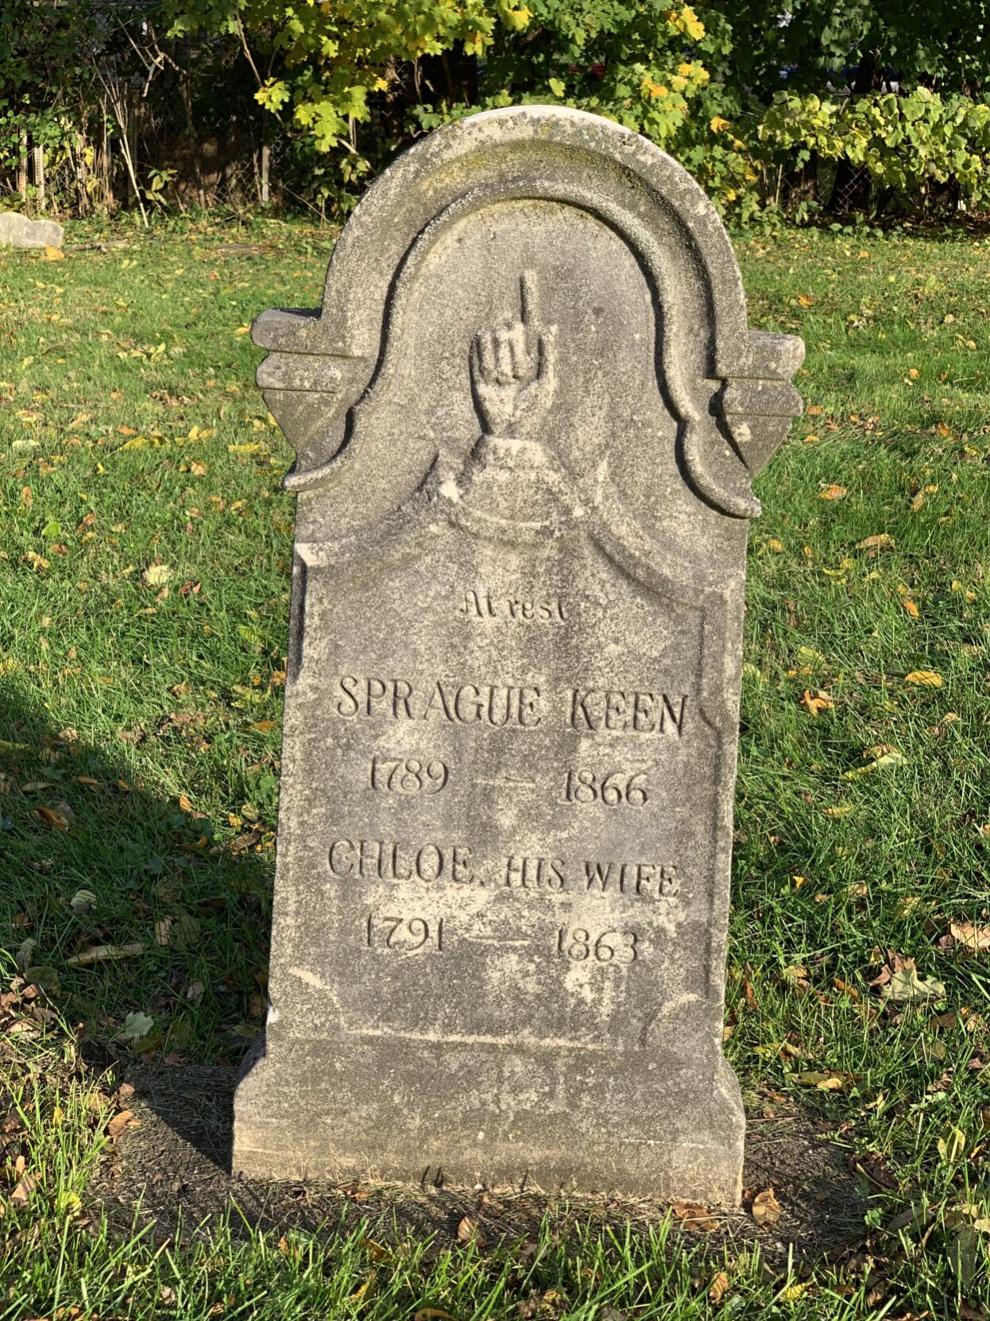 At rest
SPRAGUE KEEN
1789 — 1866
CHLOE. HIS WIFE
1791 — 1863